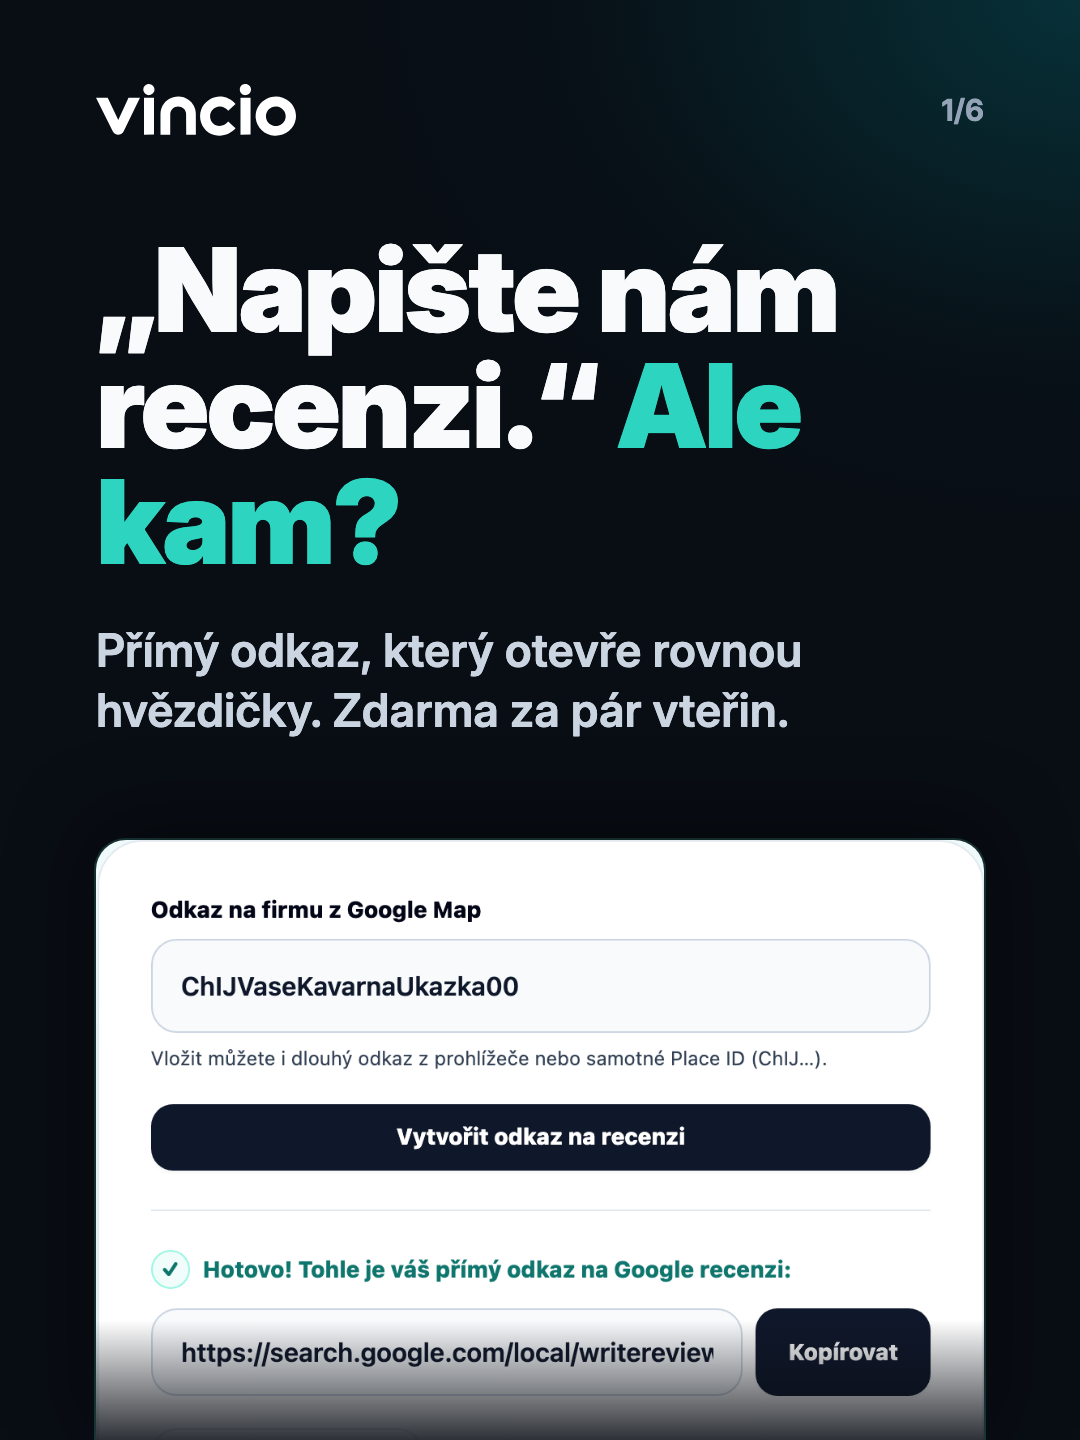 vincio
1/6
„Napište nám
recenzi.“ Ale
kam?
Přímý odkaz, který otevře rovnou
hvězdičky. Zdarma za pár vteřin.
Odkaz na firmu z Google Map
ChIJVaseKavarnaUkazka00
Vložit můžete i dlouhý odkaz z prohlížeče nebo samotné Place ID (ChIJ...).
Vytvořit odkaz na recenzi
Hotovo! Tohle je váš přímý odkaz na Google recenzi:
https://search.google.com/local/writereview
Kopírovat